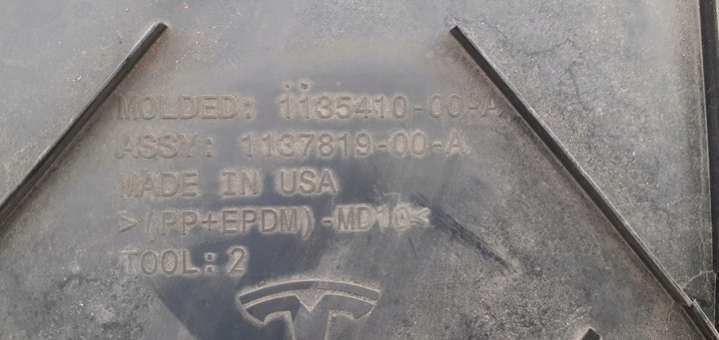 MOLDED: 1135410-00-A
ASSY: 1137819-00-A
MADE IN USA
>(PP+EPDM)-MD10<
TOOL: 2